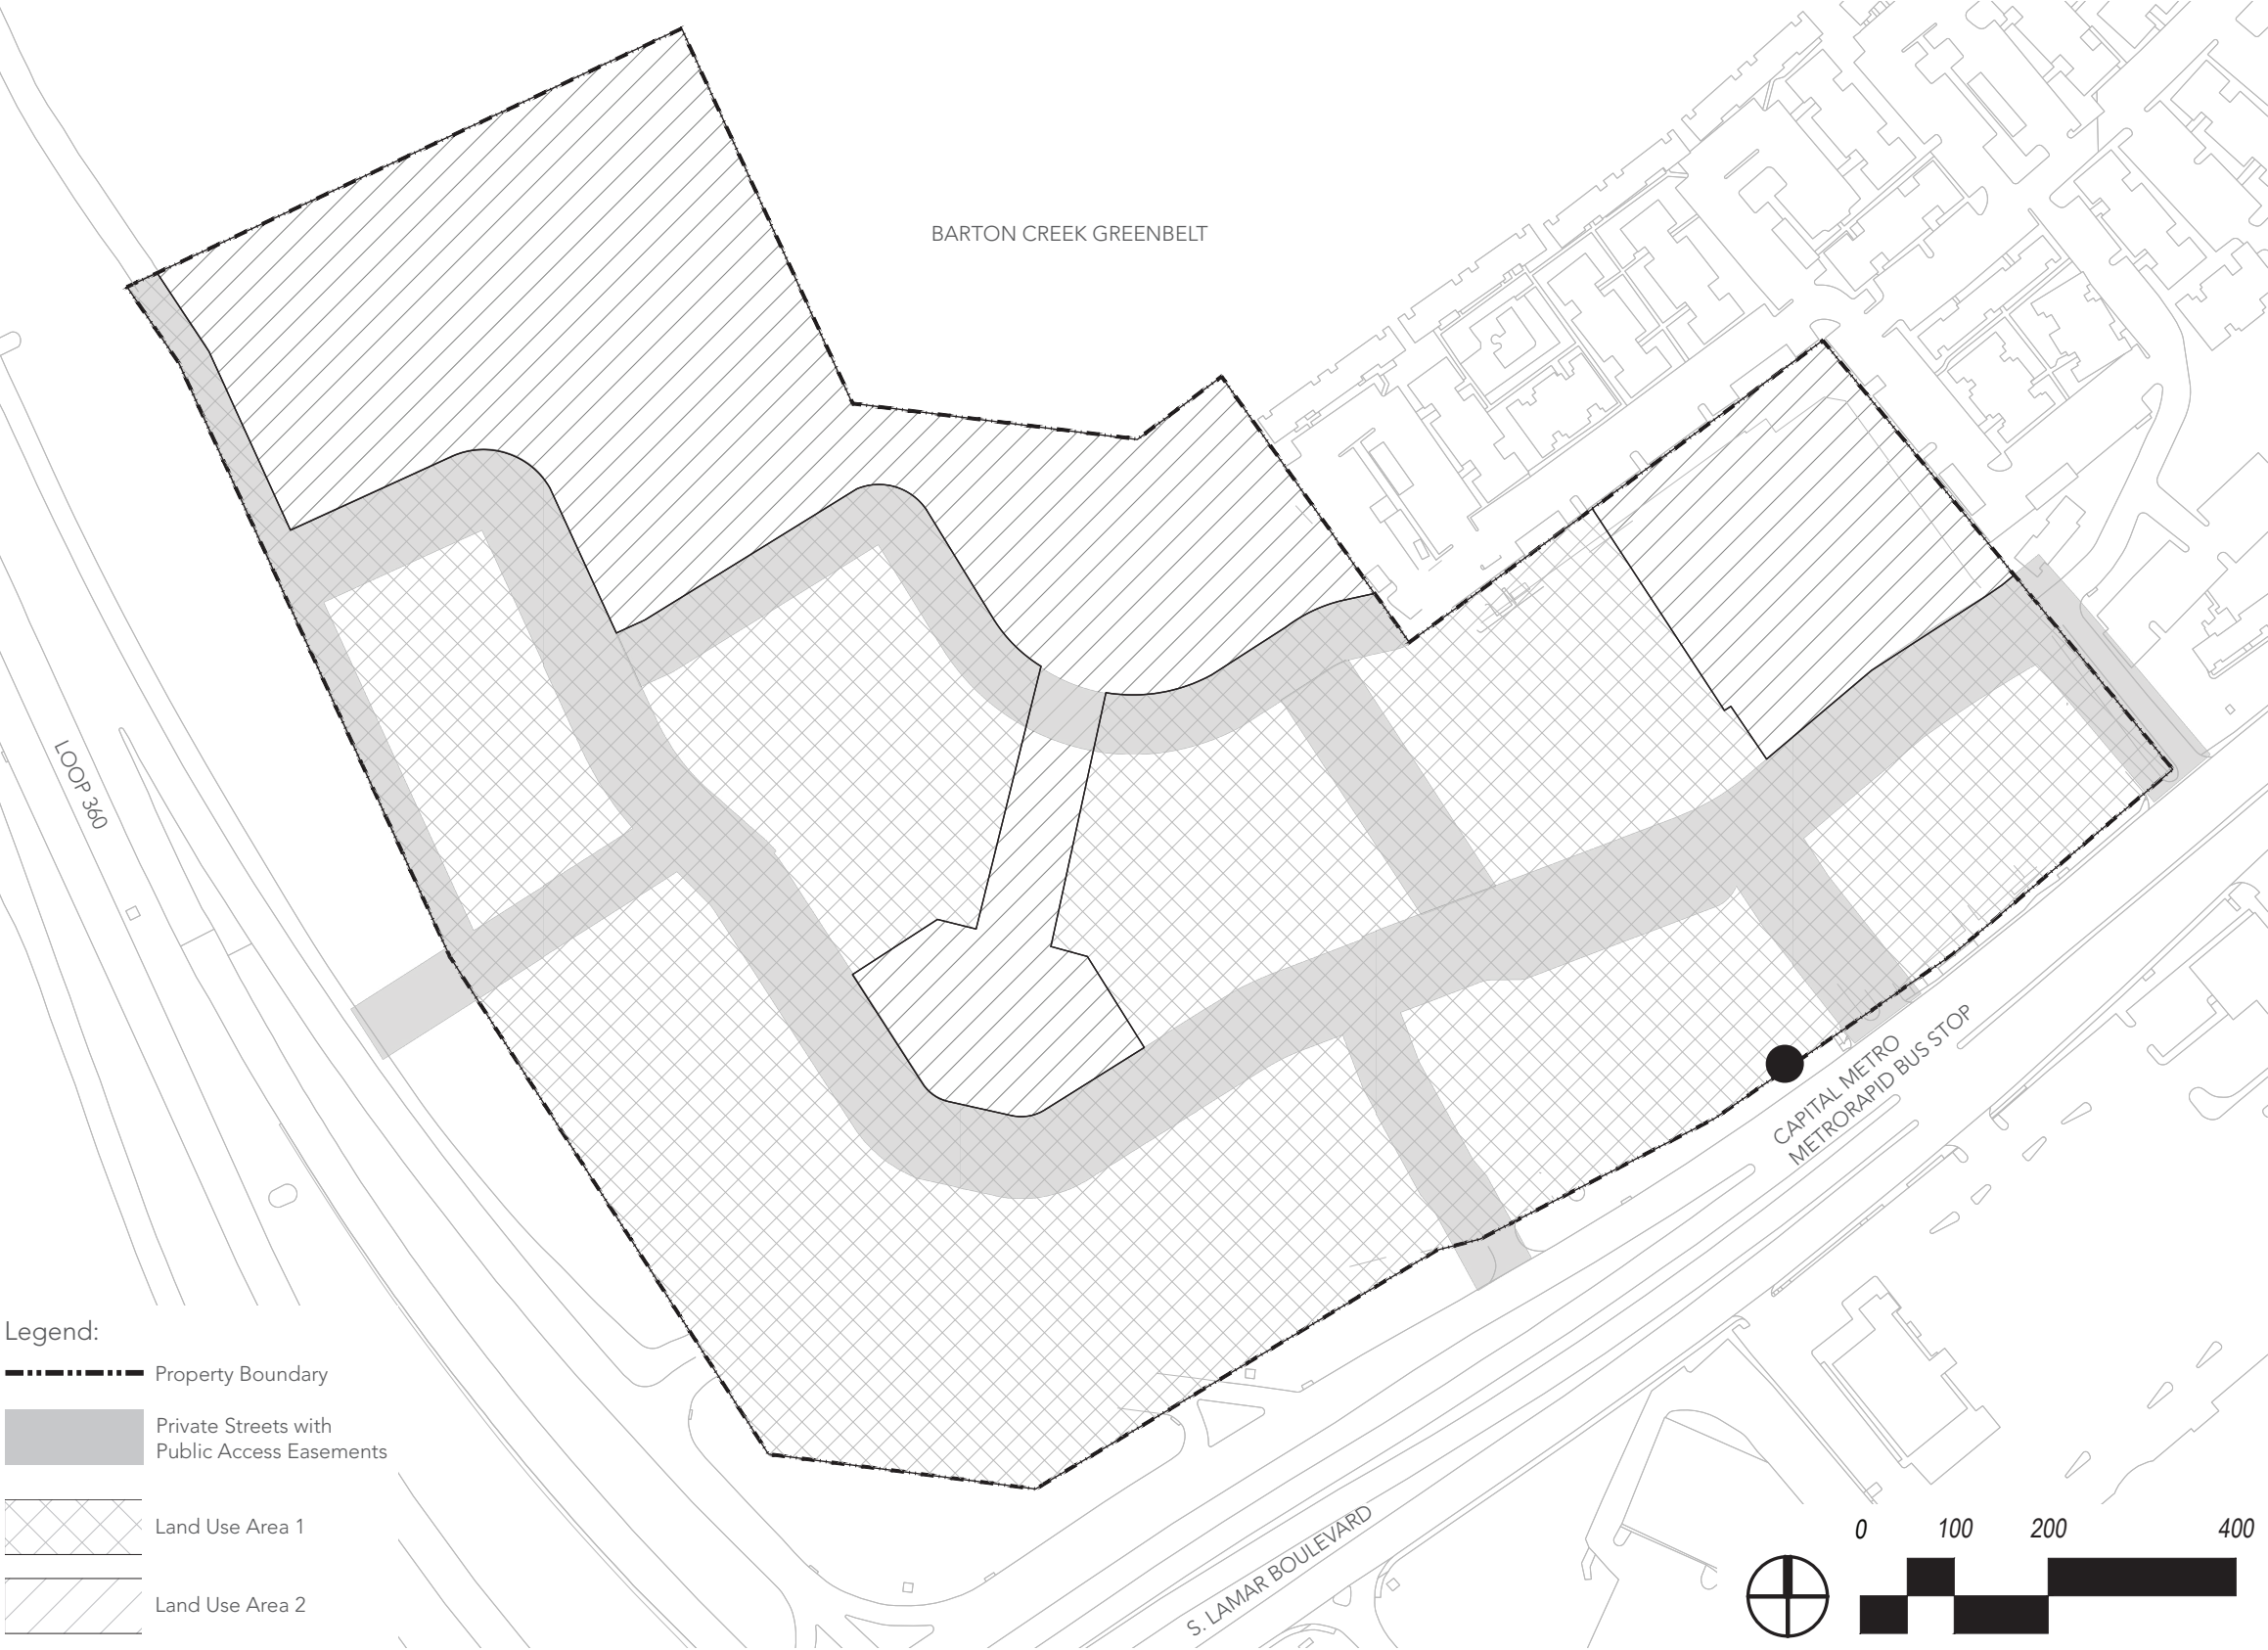 BARTON CREEK GREENBELT
LOOP 360
CAPITAL METRO
METRORAPID BUS STOP
S. LAMAR BOULEVARD
Legend:
Property Boundary
Private Streets with
Public Access Easements
Land Use Area 1
Land Use Area 2
0 100 200 400